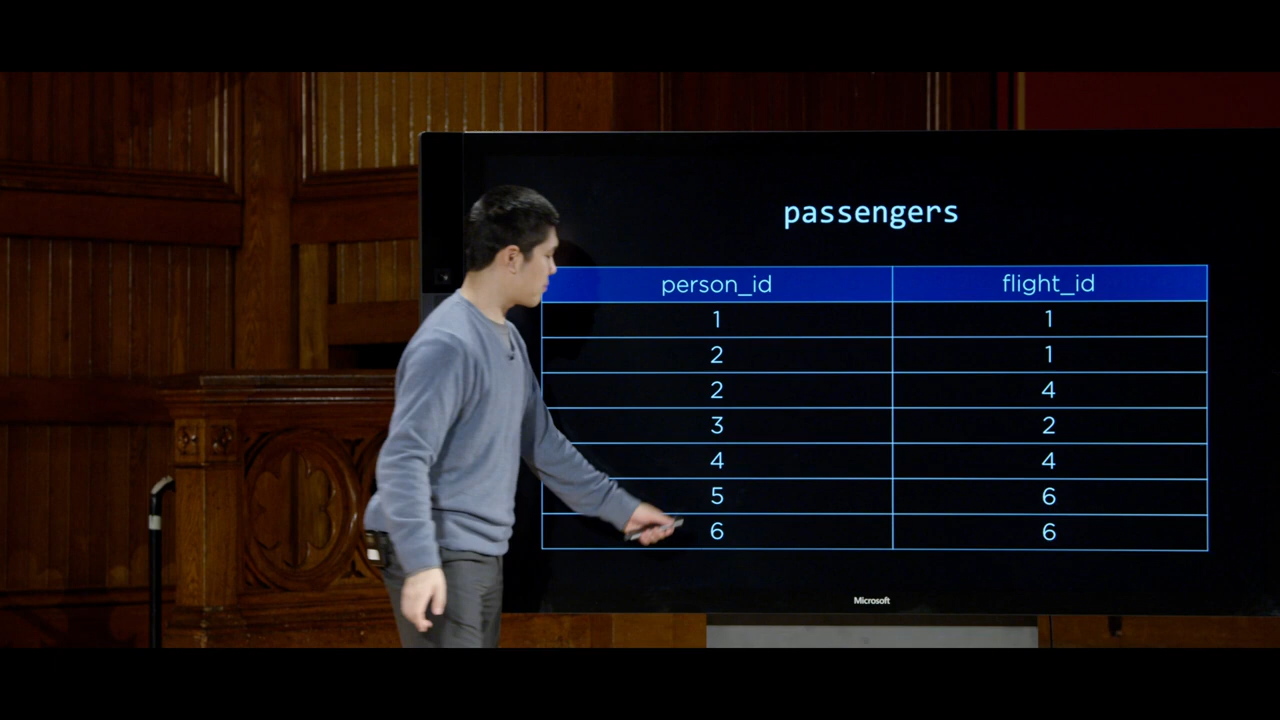 passengers
person_id flight_id
1 1
2 1
2 4
3 2
4 4
5 6
6 6
Microsoft